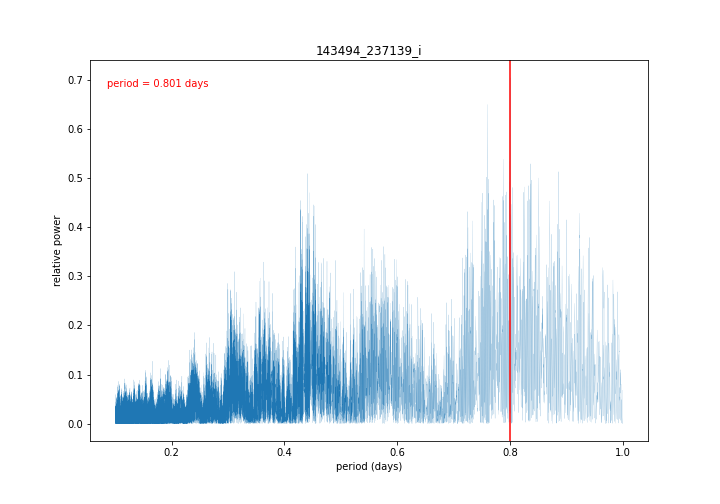 143494_237139_i
period = 0.801 days
relative power
0.7
0.6
0.5
0.4
0.3
0.2
0.1
0.0
0.2 0.4 0.6 0.8 1.0
period (days)